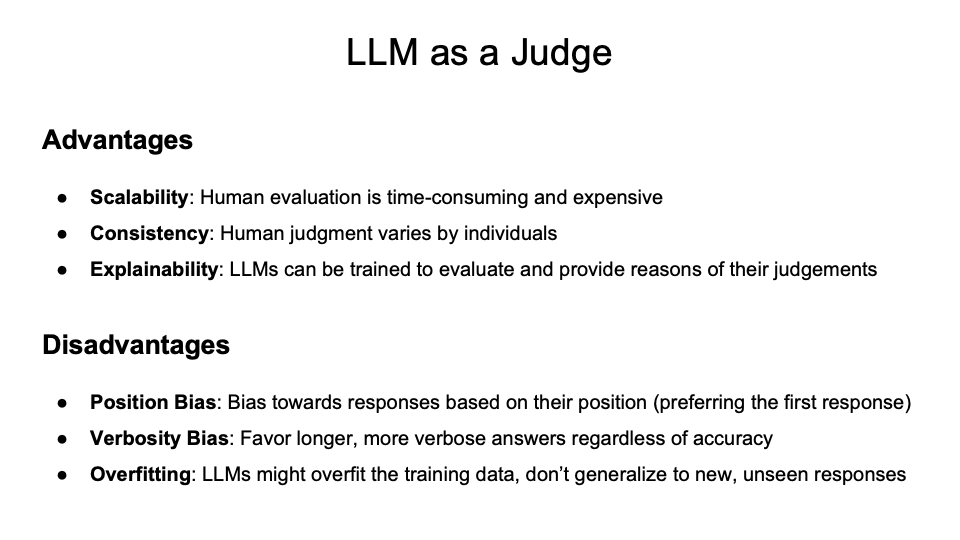 LLM as a Judge
Advantages
● Scalability: Human evaluation is time-consuming and expensive
● Consistency: Human judgment varies by individuals
● Explainability: LLMs can be trained to evaluate and provide reasons of their judgements
Disadvantages
● Position Bias: Bias towards responses based on their position (preferring the first response)
● Verbosity Bias: Favor longer, more verbose answers regardless of accuracy
● Overfitting: LLMs might overfit the training data, don’t generalize to new, unseen responses